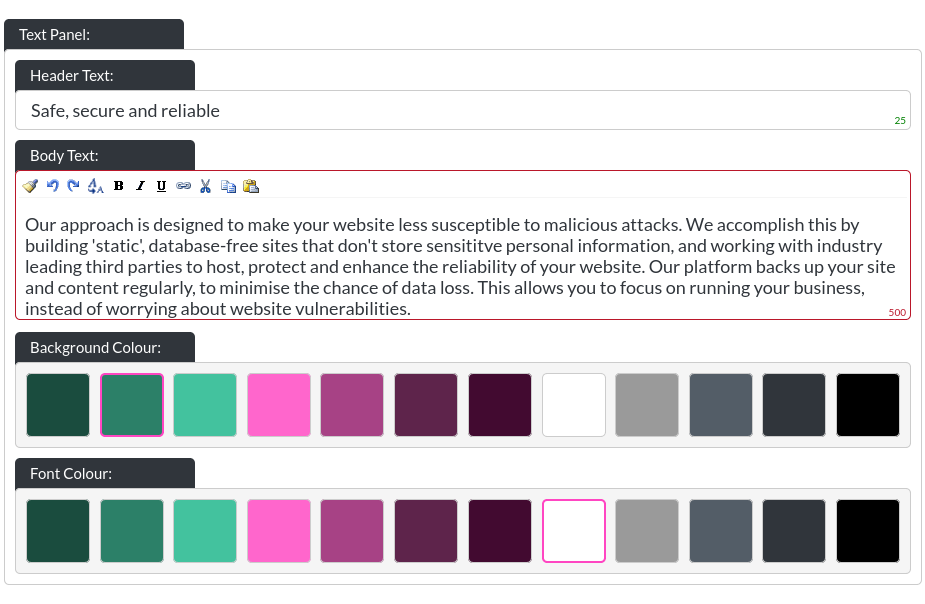 Text Panel:
Header Text:
Safe, secure and reliable
25
Body Text:
B I U
Our approach is designed to make your website less susceptible to malicious attacks. We accomplish this by
building 'static', database-free sites that don't store sensititve personal information, and working with industry
leading third parties to host, protect and enhance the reliability of your website. Our platform backs up your site
and content regularly, to minimise the chance of data loss. This allows you to focus on running your business,
instead of worrying about website vulnerabilities.
500
Background Colour:
Font Colour: